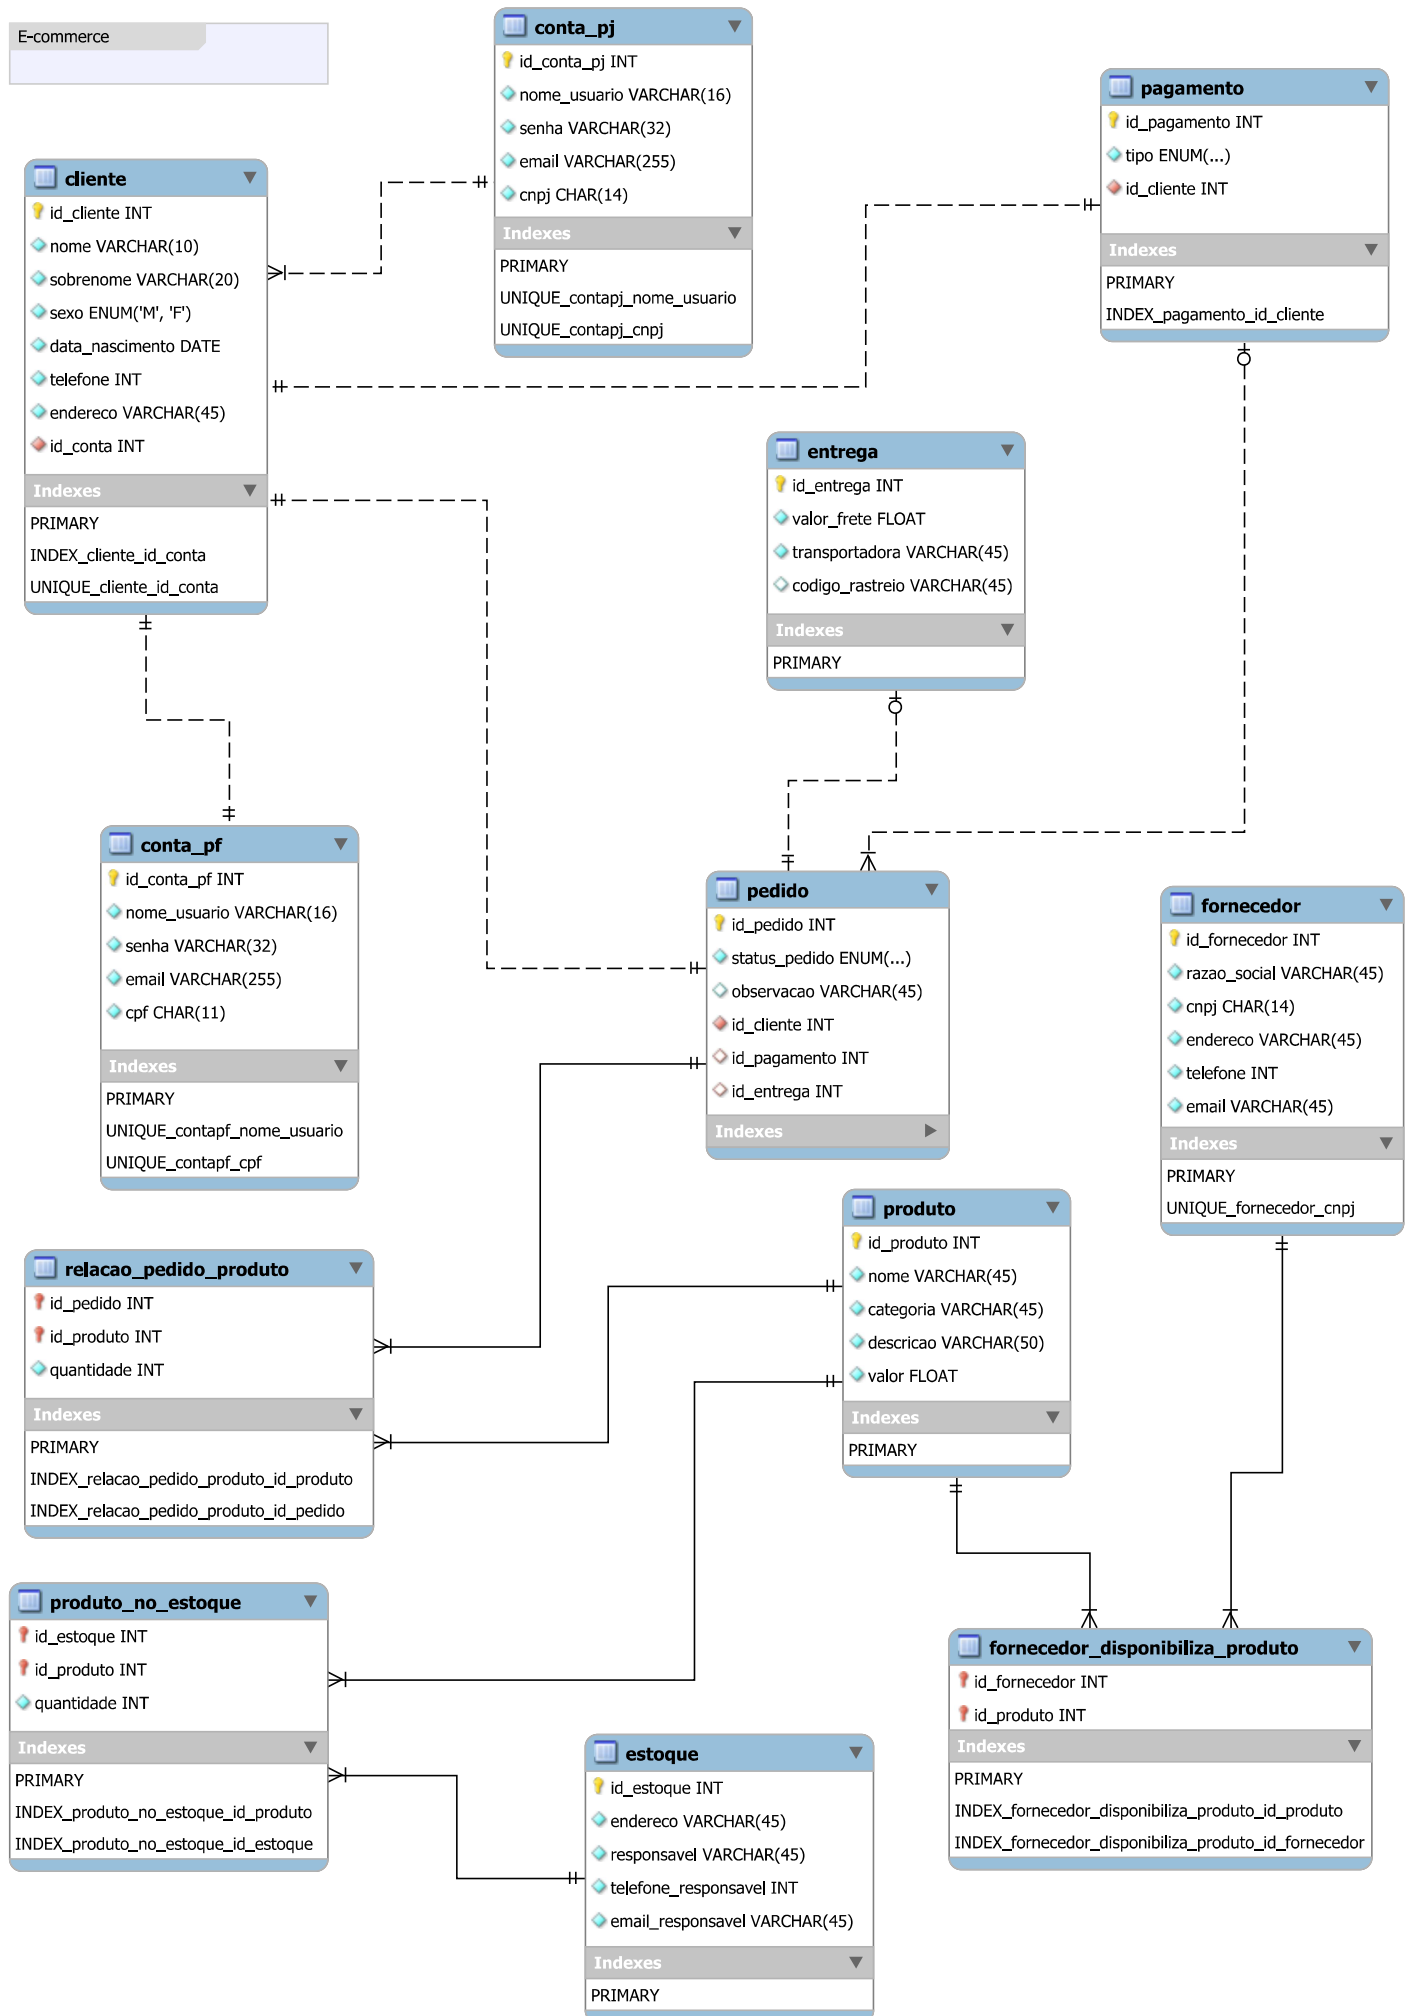 E-commerce
conta_pj
id_conta_pj INT
nome_usuario VARCHAR(16)
senha VARCHAR(32)
email VARCHAR(255)
cnpj CHAR(14)
Indexes
PRIMARY
UNIQUE_contapj_nome_usuario
UNIQUE_contapj_cnpj
pagamento
id_pagamento INT
tipo ENUM(...)
id_cliente INT
Indexes
PRIMARY
INDEX_pagamento_id_cliente
cliente
id_cliente INT
nome VARCHAR(10)
sobrenome VARCHAR(20)
sexo ENUM('M', 'F')
data_nascimento DATE
telefone INT
endereco VARCHAR(45)
id_conta INT
Indexes
PRIMARY
INDEX_cliente_id_conta
UNIQUE_cliente_id_conta
entrega
id_entrega INT
valor_frete FLOAT
transportadora VARCHAR(45)
codigo_rastreio VARCHAR(45)
Indexes
PRIMARY
conta_pf
id_conta_pf INT
nome_usuario VARCHAR(16)
senha VARCHAR(32)
email VARCHAR(255)
cpf CHAR(11)
Indexes
PRIMARY
UNIQUE_contapf_nome_usuario
UNIQUE_contapf_cpf
pedido
id_pedido INT
status_pedido ENUM(...)
observacao VARCHAR(45)
id_cliente INT
id_pagamento INT
id_entrega INT
Indexes
fornecedor
id_fornecedor INT
razao_social VARCHAR(45)
cnpj CHAR(14)
endereco VARCHAR(45)
telefone INT
email VARCHAR(45)
Indexes
PRIMARY
UNIQUE_fornecedor_cnpj
produto
id_produto INT
nome VARCHAR(45)
categoria VARCHAR(45)
descricao VARCHAR(50)
valor FLOAT
Indexes
PRIMARY
relacao_pedido_produto
id_pedido INT
id_produto INT
quantidade INT
Indexes
PRIMARY
INDEX_relacao_pedido_produto_id_produto
INDEX_relacao_pedido_produto_id_pedido
produto_no_estoque
id_estoque INT
id_produto INT
quantidade INT
Indexes
PRIMARY
INDEX_produto_no_estoque_id_produto
INDEX_produto_no_estoque_id_estoque
fornecedor_disponibiliza_produto
id_fornecedor INT
id_produto INT
Indexes
PRIMARY
INDEX_fornecedor_disponibiliza_produto_id_produto
INDEX_fornecedor_disponibiliza_produto_id_fornecedor
estoque
id_estoque INT
endereco VARCHAR(45)
responsavel VARCHAR(45)
telefone_responsavel INT
email_responsavel VARCHAR(45)
Indexes
PRIMARY